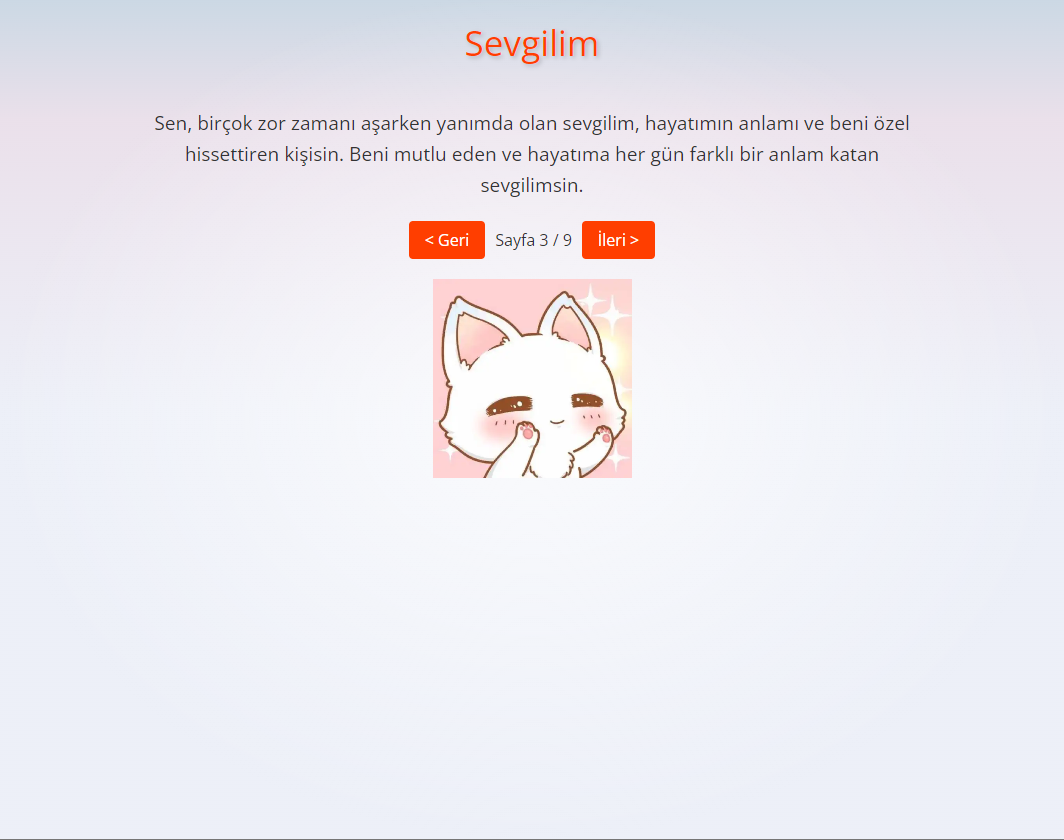 Sevgilim
Sen, birçok zor zamanı aşarken yanımda olan sevgilim, hayatımın anlamı ve beni özel
hissettiren kişisin. Beni mutlu eden ve hayatıma her gün farklı bir anlam katan
sevgilimsin.
< Geri Sayfa 3 / 9 İleri >